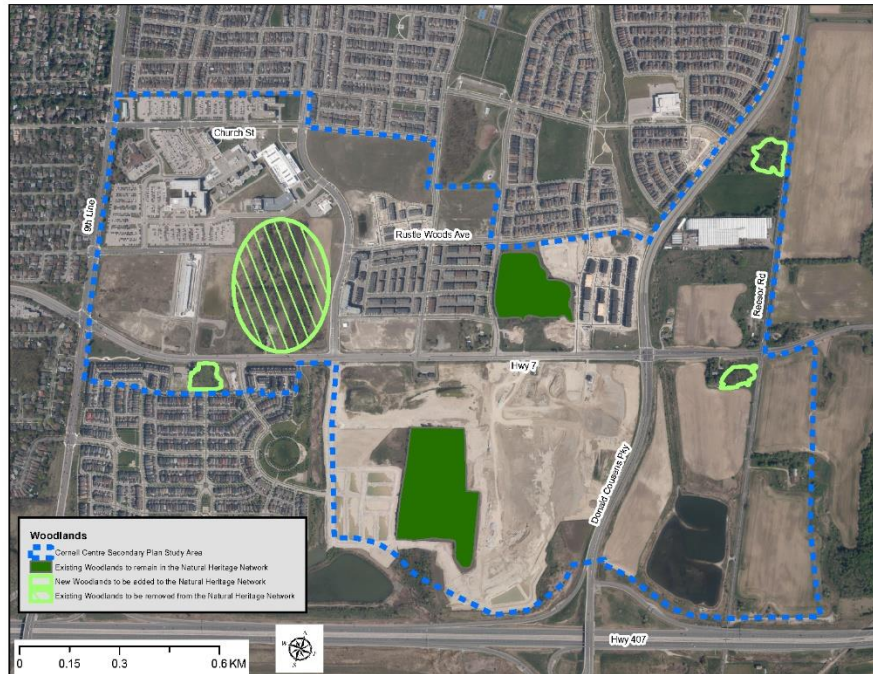 Church St
9th Line
Rustle Woods Ave
Reesor Rd
Hwy 7
Donald Cousens Pky
Woodlands
Cornell Centre Secondary Plan Study Area
Existing Woodlands to remain in the Natural Heritage Network
New Woodlands to be added to the Natural Heritage Network
Existing Woodlands to be removed from the Natural Heritage Network
Hwy 407
0 0.15 0.3 0.6 KM